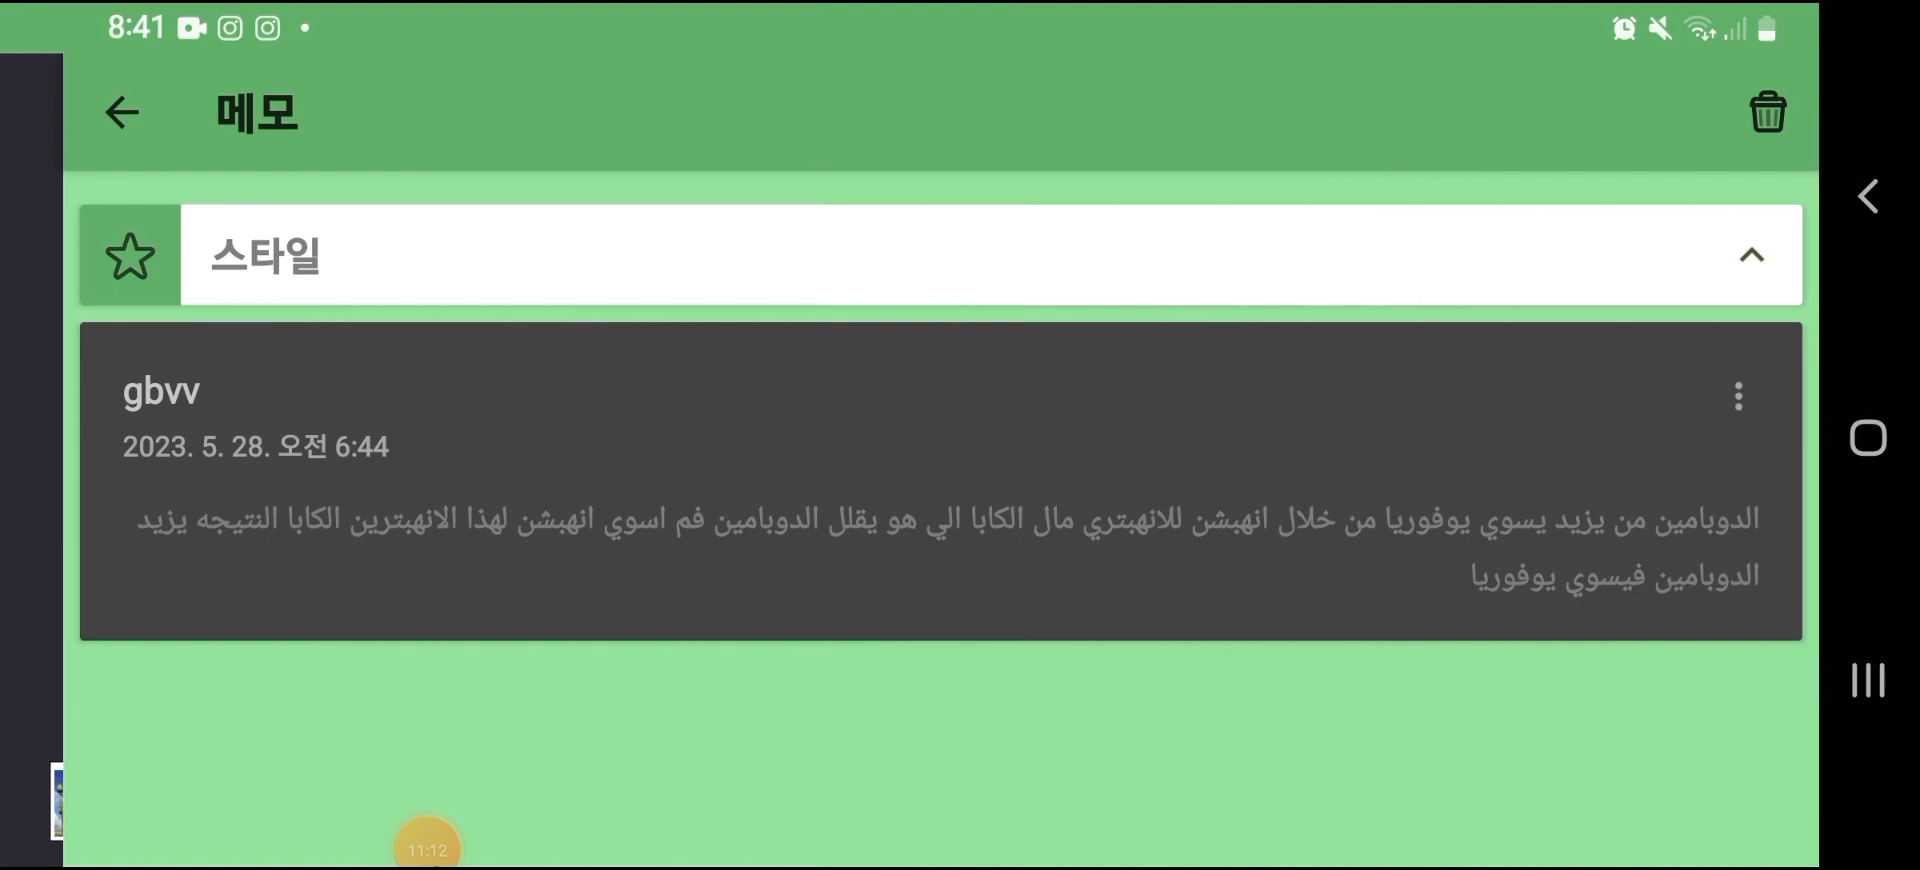 8:41
메모
스타일
gbvv
2023. 5. 28. 오전 6:44
الدوبامين من يزيد يسوي يوفوريا من خلال انهبشن للانهبتري مال الكابا الي هو يقلل الدوبامين فم اسوي انهبشن لهذا الانهبترين الكابا النتيجه يزيد
الدوبامين فيسوي يوفوريا
11:12